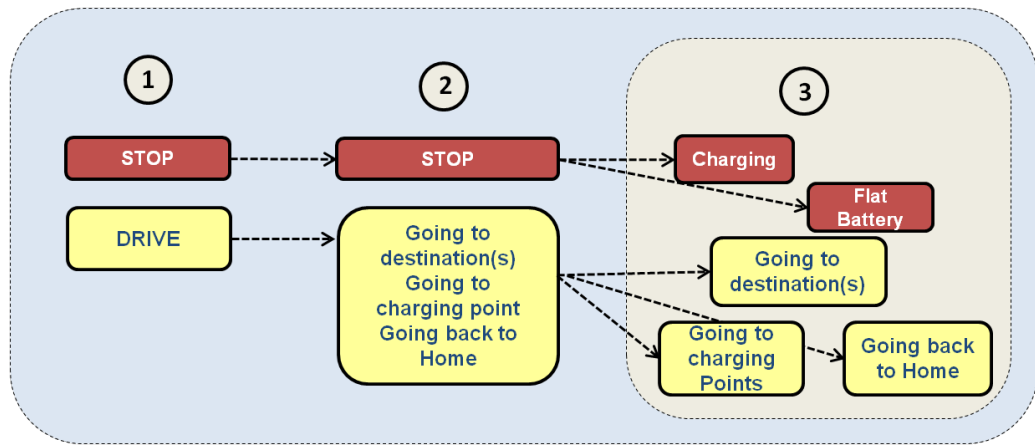 1
2
3
STOP
STOP
Charging
Flat
Battery
DRIVE
Going to
destination(s)
Going to
charging point
Going back to
Home
Going to
destination(s)
Going to
charging
Points
Going back
to Home